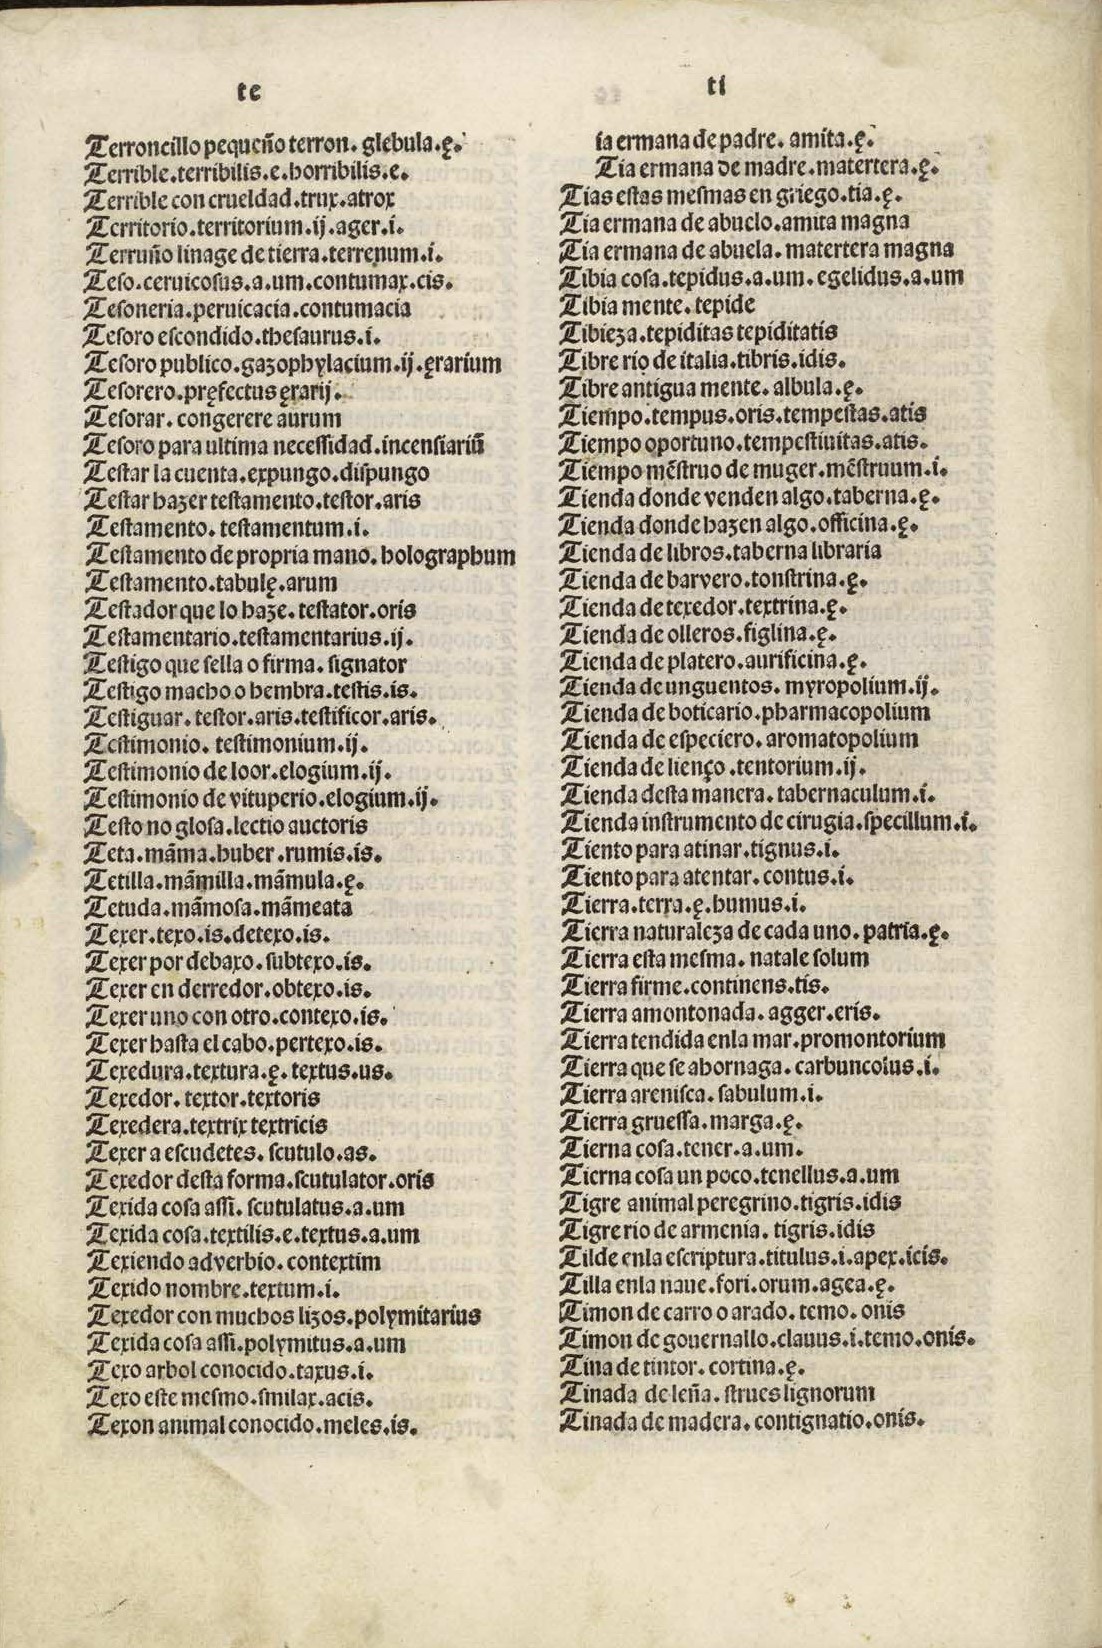 te
Terroncillo pequeño terron. glebula.ę.
Terrible.terribilis.e.horribilis.e.
Terrible con crueldad.trux.atrox
Territorio.territorium.ij.ager.i.
Terruño linage de tierra.terrenum.i.
Teso.ceruicosus.a.um.contumax.cis.
Tesoneria.peruicacia.contumacia
Tesoro escondido.thesaurus.i.
Tesoro publico.gazophylacium.ij.ęrarium
Tesorero.pręfectus ęrarij.
Tesorar. congerere aurum
Tesoro para ultima necessidad.incensiariũ
Testar la cuenta.expungo.dispungo
Testar hazer testamento.testor.aris
Testamento. testamentum.i.
Testamento de propria mano. holographum
Testamento.tabulę.arum
Testador que lo haze. testator.oris
Testamentario.testamentarius.ij.
Testigo que sella o firma. signator
Testigo macho o hembra.testis.is.
Testiguar. testor.aris.testificor.aris.
Testimonio. testimonium.ij.
Testimonio de loor.elogium.ij.
Testimonio de vituperio.elogium.ij.
Testo no glosa.lectio auctoris
Teta.mãma.huber.rumis.is.
Tetilla.mãmilla.mãmula.ę.
Tetuda.mãmosa.mãmeata
Texer.texo.is.detexo.is.
Texer por debaxo.subtexo.is.
Texer en derredor.obtexo.is.
Texer uno con otro.contexo.is.
Texer hasta el cabo.pertexo.is.
Texedura.textura.ę.textus.us.
Texedor. textor.textoris
Texedera.textrix textricis
Texer a escudetes. scutulo.as.
Texedor desta forma.scutulator.oris
Texida cosa assi. scutulatus.a.um
Texida cosa.textilis.e.textus.a.um
Texiendo adverbio. contextim
Texido nombre.textum.i.
Texedor con muchos lizos.polymitarius
Texida cosa assi.polymitus.a.um
Texo arbol conocido.taxus.i.
Texo este mesmo.smilax.acis.
Texon animal conocido.meles.is.
ti
ia ermana de padre. amita.ę.
Tia ermana de madre.matertera.ę.
Tias estas mesmas en griego.tia.ę.
Tia ermana de abuelo.amita magna
Tia ermana de abuela. matertera magna
Tibia cosa.tepidus.a.um. egelidus.a.um
Tibia mente. tepide
Tibieza.tepiditas tepiditatis
Tibre rio de italia.tibris.idis.
Tibre antigua mente. albula.ę.
Tiempo.tempus.oris.tempestas.atis
Tiempo oportuno.tempestiuitas.atis.
Tiempo mẽstruo de muger.mẽstruum.i.
Tienda donde venden algo.taberna.ę.
Tienda donde hazen algo.officina.ę.
Tienda de libros.taberna libraria
Tienda de barvero.tonstrina.ę.
Tienda de texedor.textrina.ę.
Tienda de olleros.figlina.ę.
Tienda de platero.aurificina.ę.
Tienda de unguentos. myropolium.ij.
Tienda de boticario.pharmacopolium
Tienda de especiero. aromatopolium
Tienda de lienço.tentorium.ij.
Tienda desta manera. tabernaculum.i.
Tienda instrumento de cirugia.specillum.i.
Tiento para atinar.tignus.i.
Tiento para atentar. contus.i.
Tierra.terra.ę.humus.i.
Tierra naturaleza de cada uno. patria.ę.
Tierra esta mesma. natale solum
Tierra firme.continens.tis.
Tierra amontonada. agger.eris.
Tierra tendida enla mar.promontorium
Tierra que se abornaga. carbunculus.i.
Tierra arenisca. sabulum.i.
Tierra gruessa.marga.ę.
Tierna cosa.tener.a.um.
Tierna cosa un poco.tenellus.a.um
Tigre animal peregrino.tigris.idis
Tigre rio de armenia. tigris.idis
Tilde enla escriptura.titulus.i.apex.icis.
Tilla enla naue.fori.orum.agea.ę.
Timon de carro o arado. temo. onis
Timon de gouernallo.clauus.i.temo.onis.
Tina de tintor. cortina.ę.
Tinada de leña. strues lignorum
Tinada de madera. contignatio.onis.